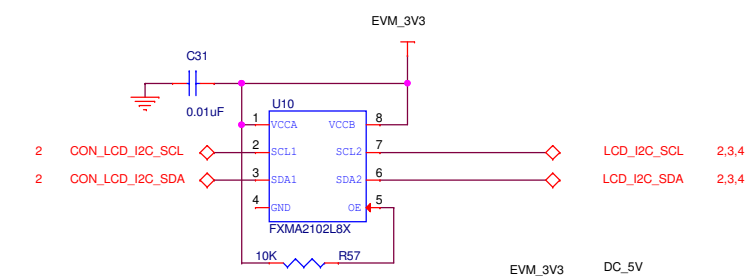 EVM_3V3
C31
0.01uF
U10
1 VCCA VCCB 8
2 CON_LCD_I2C_SCL 2 SCL1 SCL2 7 LCD_I2C_SCL 2,3,4
2 CON_LCD_I2C_SDA 3 SDA1 SDA2 6 LCD_I2C_SDA 2,3,4
4 GND OE 5
FXMA2102L8X
10K R57
EVM_3V3 DC_5V